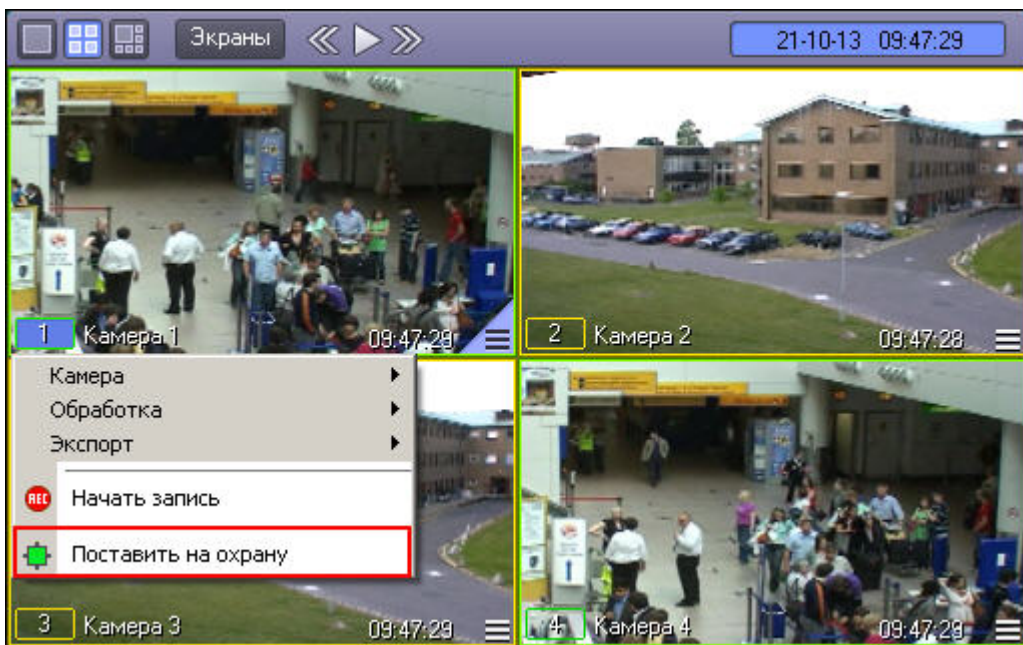 Экраны
21-10-13 09:47:29
1 Камера 1 09:47:29
2 Камера 2 09:47:28
Камера
Обработка
Экспорт
REC Начать запись
Поставить на охрану
3 Камера 3 09:47:29
4 Камера 4 09:47:29